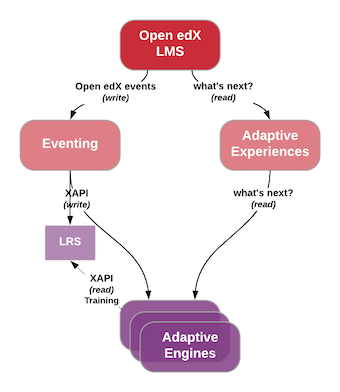 Open edX
LMS
Open edX events
(write)
what's next?
(read)
Eventing
Adaptive
Experiences
XAPI
(write)
what's next?
(read)
LRS
XAPI
(read)
Training
Adaptive
Engines